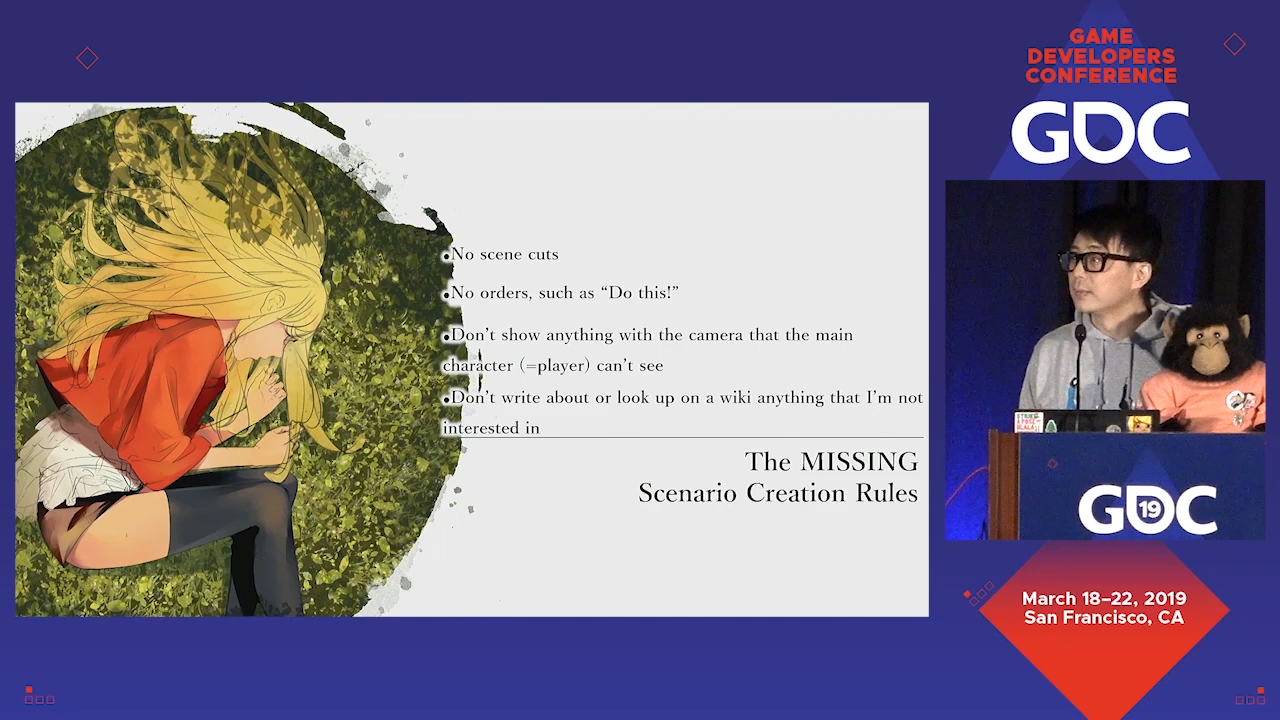 GAME
DEVELOPERS
CONFERENCE
GDC
•No scene cuts
•No orders, such as “Do this!”
•Don’t show anything with the camera that the main
character (=player) can’t see
•Don’t write about or look up on a wiki anything that I’m not
interested in
The MISSING
Scenario Creation Rules
GDC
19
March 18–22, 2019
San Francisco, CA